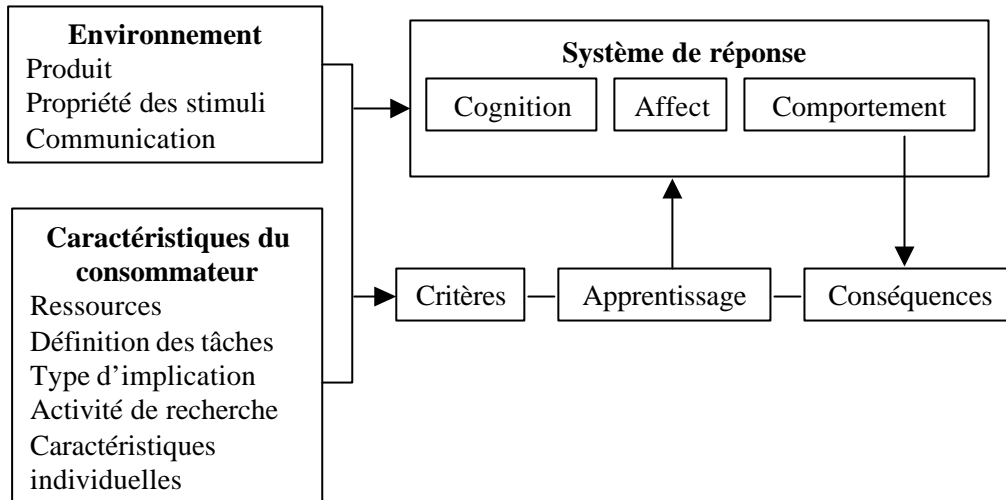 Environnement
Produit
Propriété des stimuli
Communication
Système de réponse
Cognition
Affect
Comportement
Caractéristiques du
consommateur
Ressources
Définition des tâches
Type d’implication
Activité de recherche
Caractéristiques
individuelles
Critères
Apprentissage
Conséquences